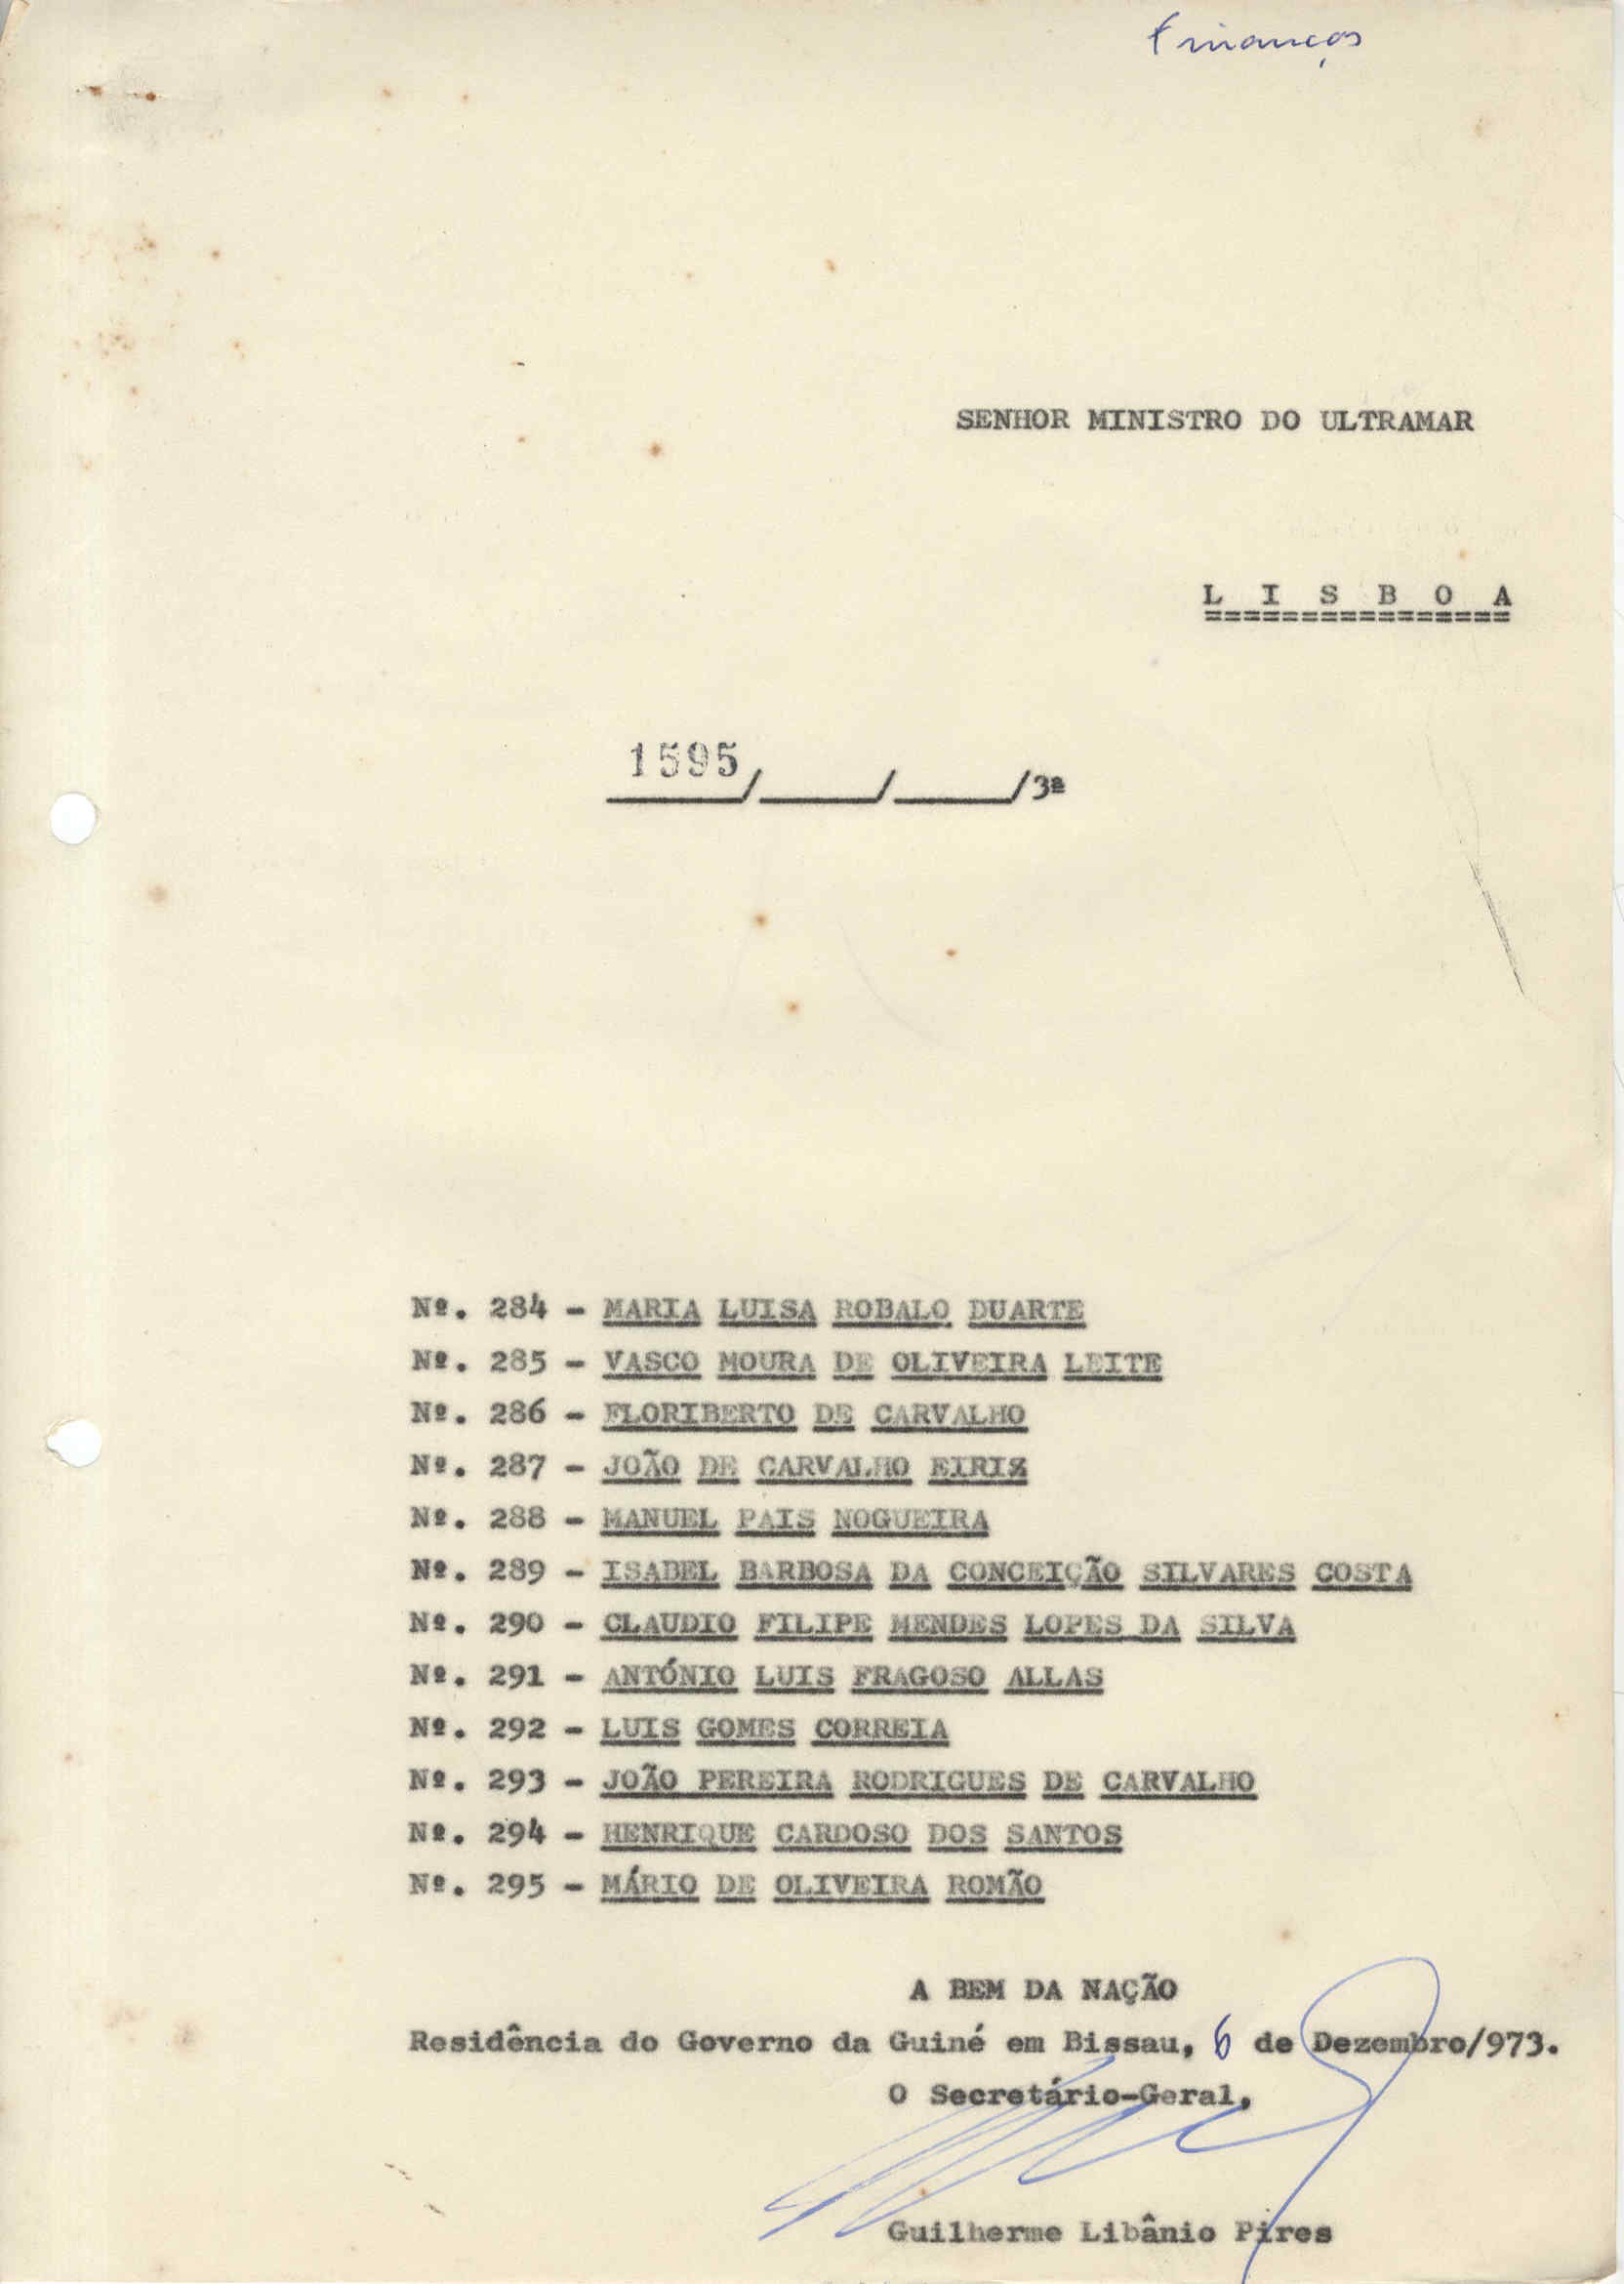 Finanças
SENHOR MINISTRO DO ULTRAMAR
L I S B O A
================
1595/____/____/3ª
Nº. 284 - MARIA LUISA ROBALO DUARTE
Nº. 285 - VASCO MOURA DE OLIVEIRA LEITE
Nº. 286 - FLORIBERTO DE CARVALHO
Nº. 287 - JOÃO DE CARVALHO EIRIZ
Nº. 288 - MANUEL PAIS NOGUEIRA
Nº. 289 - ISABEL BARBOSA DA CONCEIÇÃO SILVARES COSTA
Nº. 290 - CLAUDIO FILIPE MENDES LOPES DA SILVA
Nº. 291 - ANTÓNIO LUIS FRAGOSO ALLAS
Nº. 292 - LUIS GOMES CORREIA
Nº. 293 - JOÃO PEREIRA RODRIGUES DE CARVALHO
Nº. 294 - HENRIQUE CARDOSO DOS SANTOS
Nº. 295 - MÁRIO DE OLIVEIRA ROMÃO
A BEM DA NAÇÃO
Residência do Governo da Guiné em Bissau, 6 de Dezembro/973.
O Secretário-Geral,
Guilherme Libânio Pires